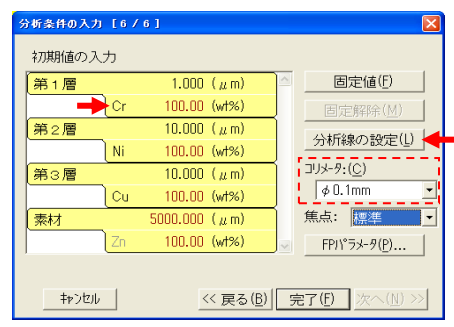 分析条件の入力 [ 6 / 6 ]
初期値の入力
第１層 1.000 (μm)
Cr 100.00 (wt%)
第２層 10.000 (μm)
Ni 100.00 (wt%)
第３層 10.000 (μm)
Cu 100.00 (wt%)
素材 5000.000 (μm)
Zn 100.00 (wt%)
固定値(F)
固定解除(M)
分析線の設定(L)
ｺﾘﾒｰﾀ:(C)
φ0.1mm
焦点: 標準
FPﾊﾟﾗﾒｰﾀ(P)...
ｷｬﾝｾﾙ
<< 戻る(B)
完了(F)
次へ(N) >>